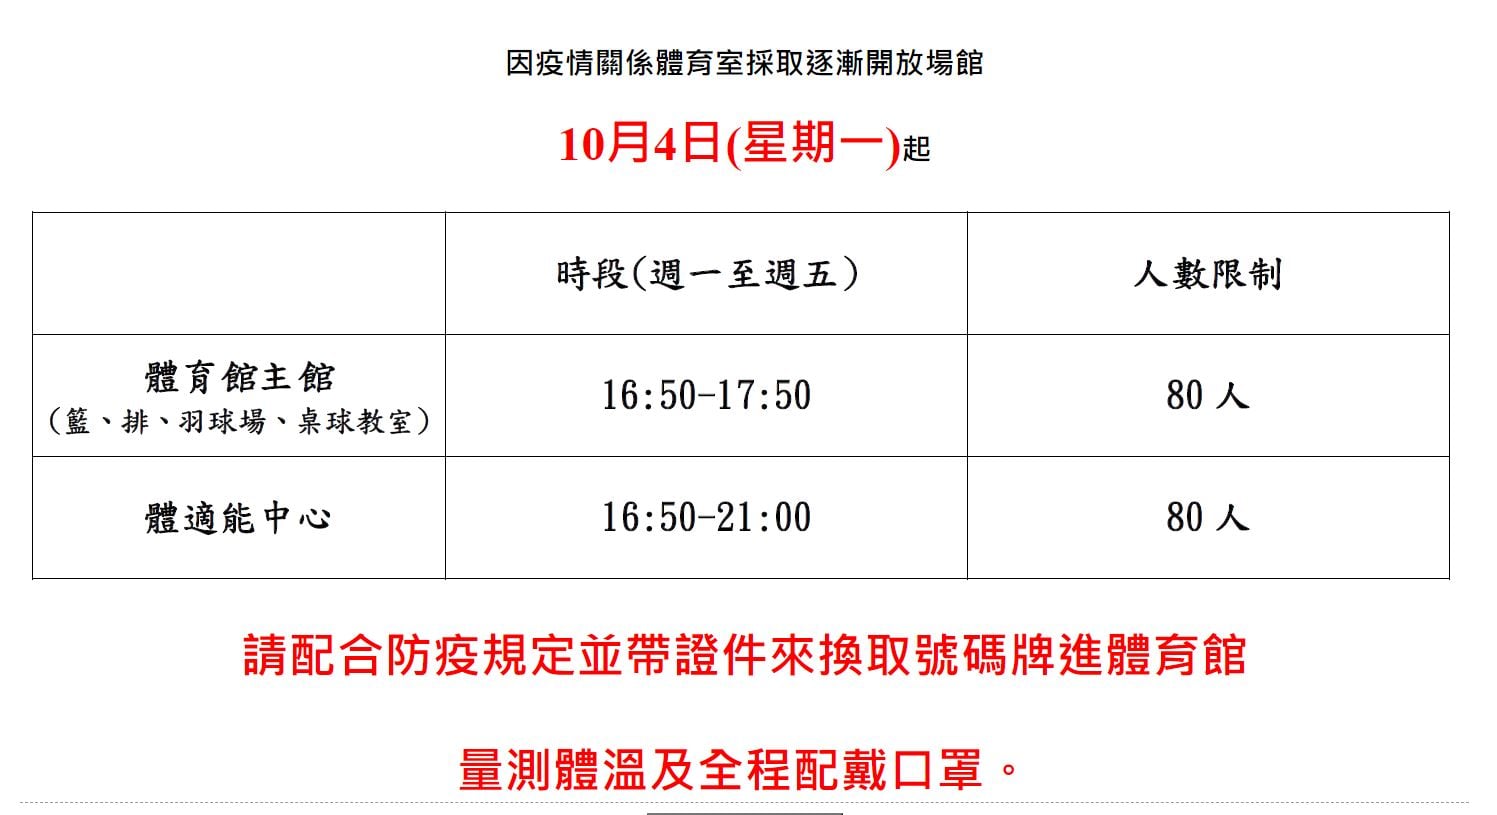 因疫情關係體育室採取逐漸開放場館
10月4日(星期一)起
時段(週一至週五)
人數限制
體育館主館
(籃、排、羽球場、桌球教室)
16:50-17:50
80 人
體適能中心
16:50-21:00
80 人
請配合防疫規定並帶證件來換取號碼牌進體育館
量測體溫及全程配戴口罩。